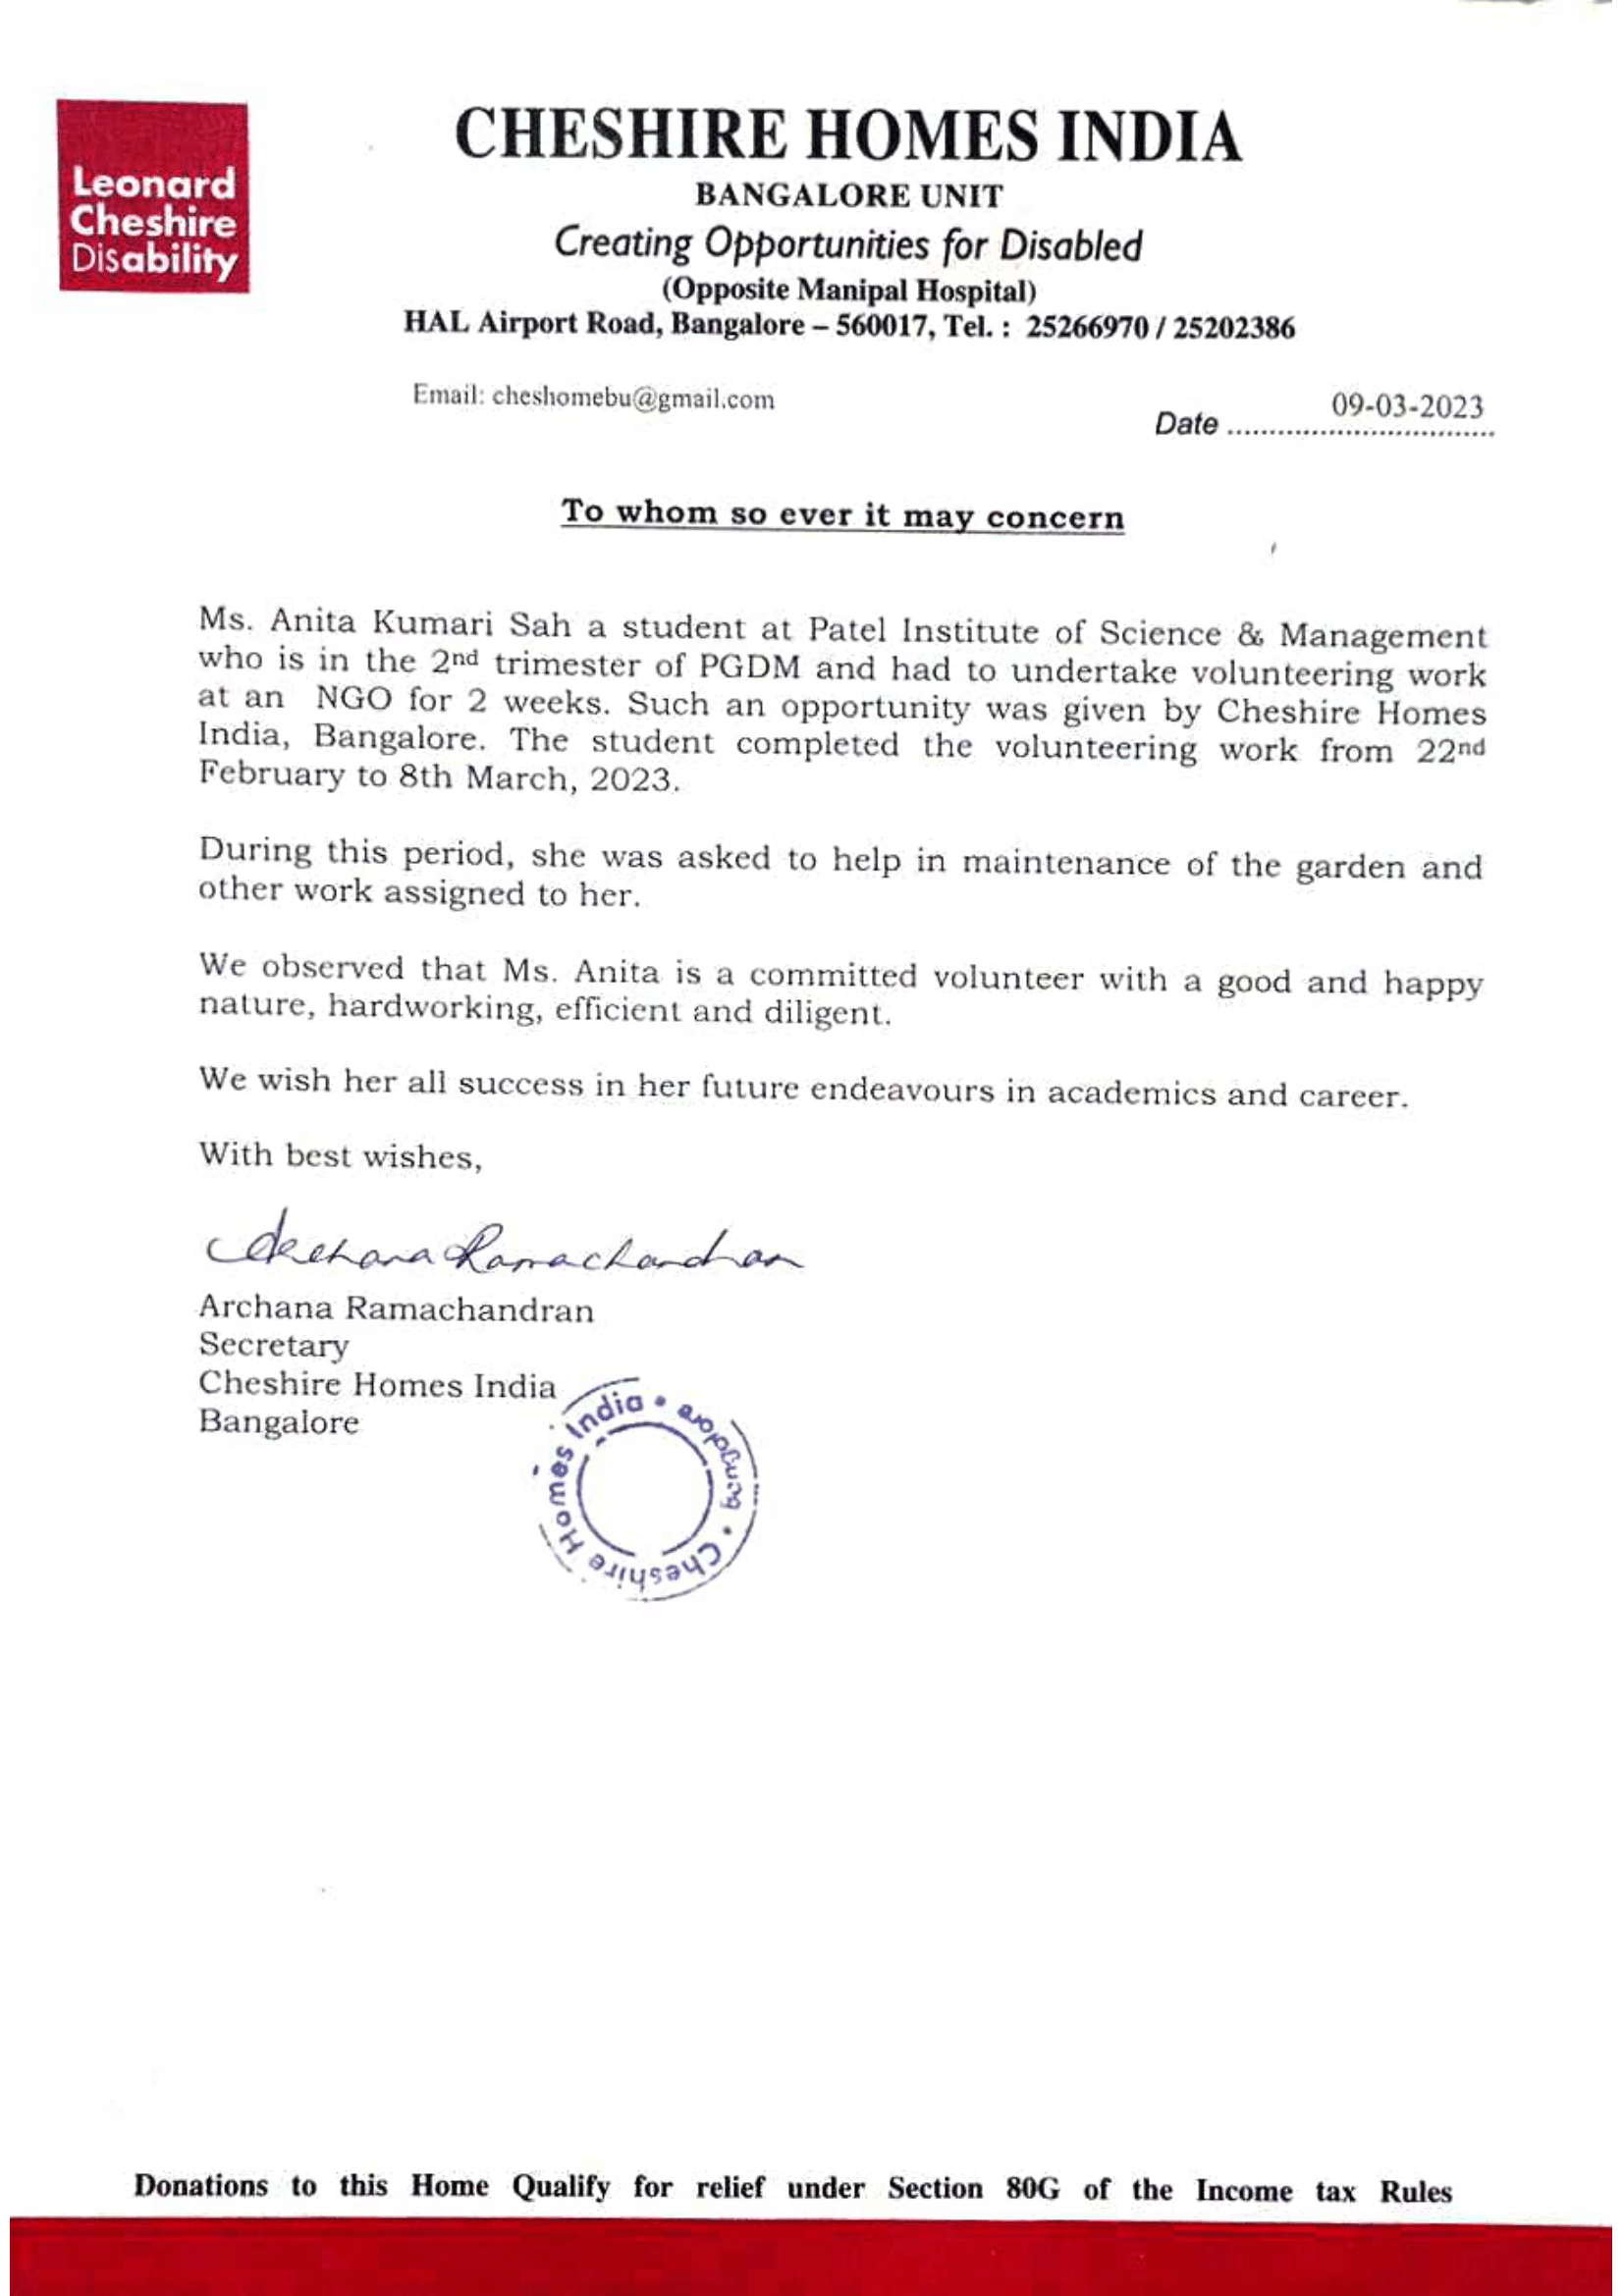 Leonard
Cheshire
Disability
CHESHIRE HOMES INDIA
BANGALORE UNIT
Creating Opportunities for Disabled
(Opposite Manipal Hospital)
HAL Airport Road, Bangalore – 560017, Tel. : 25266970 / 25202386
Email: cheshomebu@gmail.com
Date ................................ 09-03-2023
To whom so ever it may concern
Ms. Anita Kumari Sah a student at Patel Institute of Science & Management
who is in the 2nd trimester of PGDM and had to undertake volunteering work
at an NGO for 2 weeks. Such an opportunity was given by Cheshire Homes
India, Bangalore. The student completed the volunteering work from 22nd
February to 8th March, 2023.
During this period, she was asked to help in maintenance of the garden and
other work assigned to her.
We observed that Ms. Anita is a committed volunteer with a good and happy
nature, hardworking, efficient and diligent.
We wish her all success in her future endeavours in academics and career.
With best wishes,
Archana Ramachandran
Archana Ramachandran
Secretary
Cheshire Homes India
Bangalore
Cheshire Homes India • Bangalore •
Donations to this Home Qualify for relief under Section 80G of the Income tax Rules